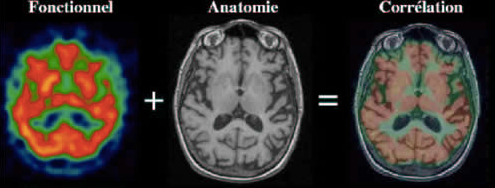 Fonctionnel Anatomie Corrélation
+ =